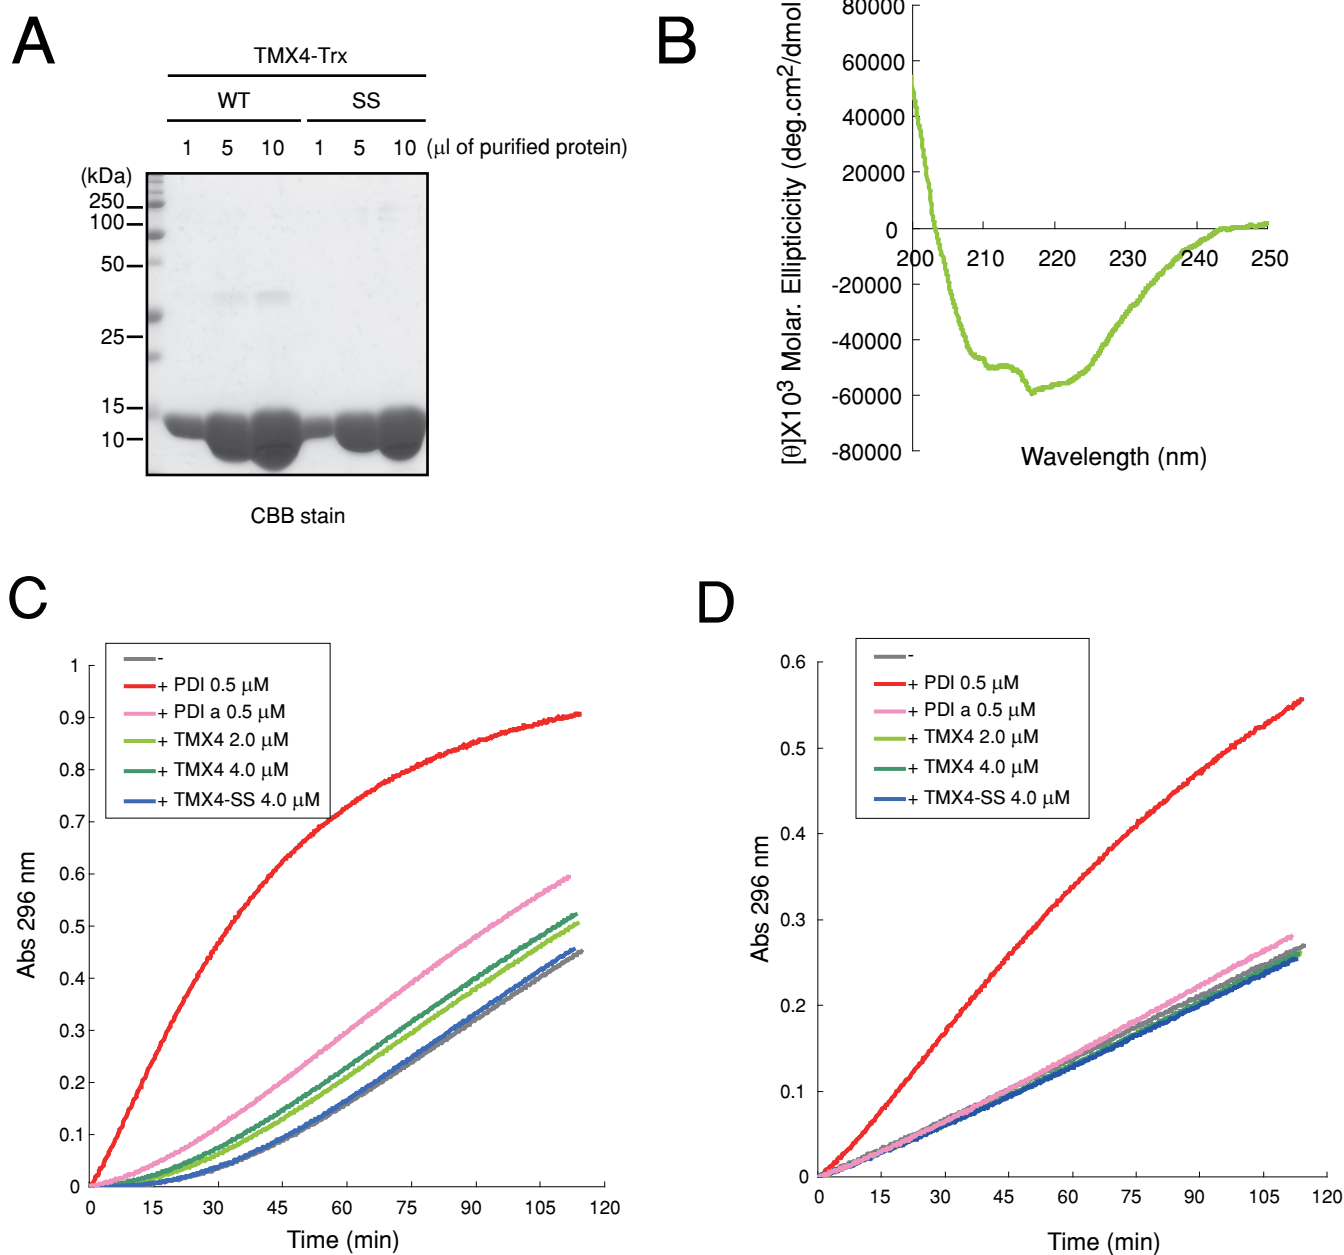 A
TMX4-Trx
WT SS
1 5 10 1 5 10 (μl of purified protein)
(kDa)
250
100
50
25
15
10
CBB stain
B
[θ]X10³ Molar. Ellipticity (deg.cm²/dmol
80000
60000
40000
20000
0
-20000
-40000
-60000
-80000
200 210 220 230 240 250
Wavelength (nm)
C
-
+ PDI 0.5 μM
+ PDI a 0.5 μM
+ TMX4 2.0 μM
+ TMX4 4.0 μM
+ TMX4-SS 4.0 μM
Abs 296 nm
1
0.9
0.8
0.7
0.6
0.5
0.4
0.3
0.2
0.1
0
0 15 30 45 60 75 90 105 120
Time (min)
D
-
+ PDI 0.5 μM
+ PDI a 0.5 μM
+ TMX4 2.0 μM
+ TMX4 4.0 μM
+ TMX4-SS 4.0 μM
Abs 296 nm
0.6
0.5
0.4
0.3
0.2
0.1
0
0 15 30 45 60 75 90 105 120
Time (min)